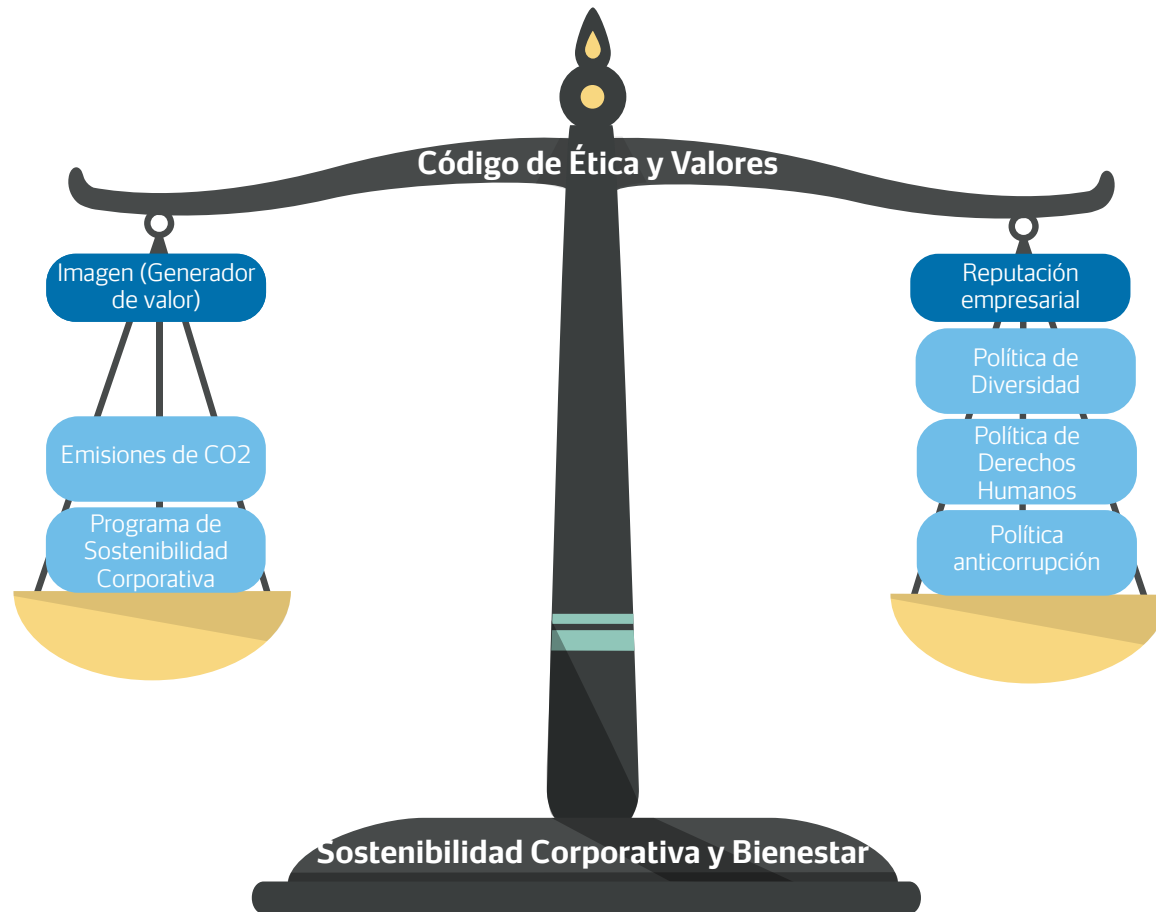 Código de Ética y Valores
Imagen (Generador
de valor)
Emisiones de CO2
Programa de
Sostenibilidad
Corporativa
Reputación
empresarial
Política de
Diversidad
Política de
Derechos
Humanos
Política
anticorrupción
Sostenibilidad Corporativa y Bienestar